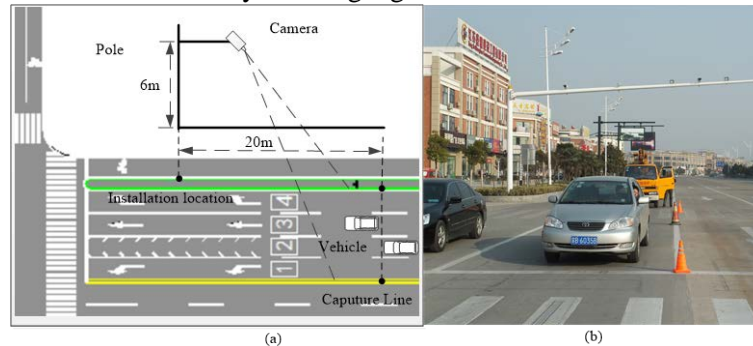 Camera
Pole
6m
20m
Installation location
4
3
2
Vehicle
1
Caputure Line
(a)
(b)